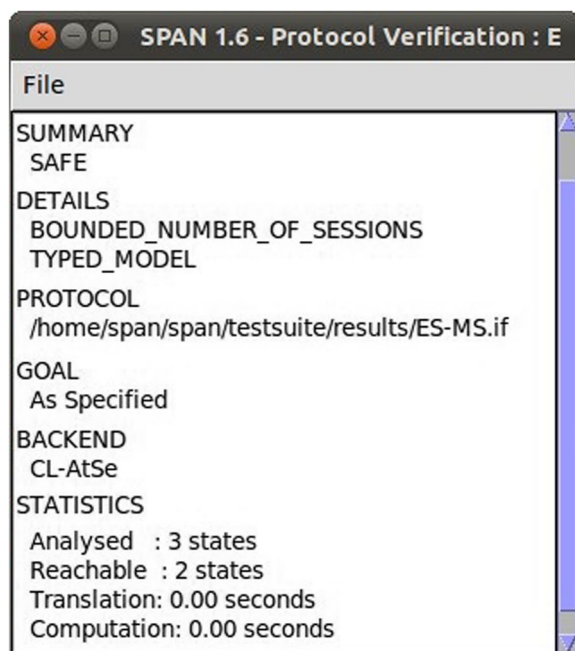 SPAN 1.6 - Protocol Verification : E
File
SUMMARY
SAFE
DETAILS
BOUNDED_NUMBER_OF_SESSIONS
TYPED_MODEL
PROTOCOL
/home/span/span/testsuite/results/ES-MS.if
GOAL
As Specified
BACKEND
CL-AtSe
STATISTICS
Analysed : 3 states
Reachable : 2 states
Translation: 0.00 seconds
Computation: 0.00 seconds